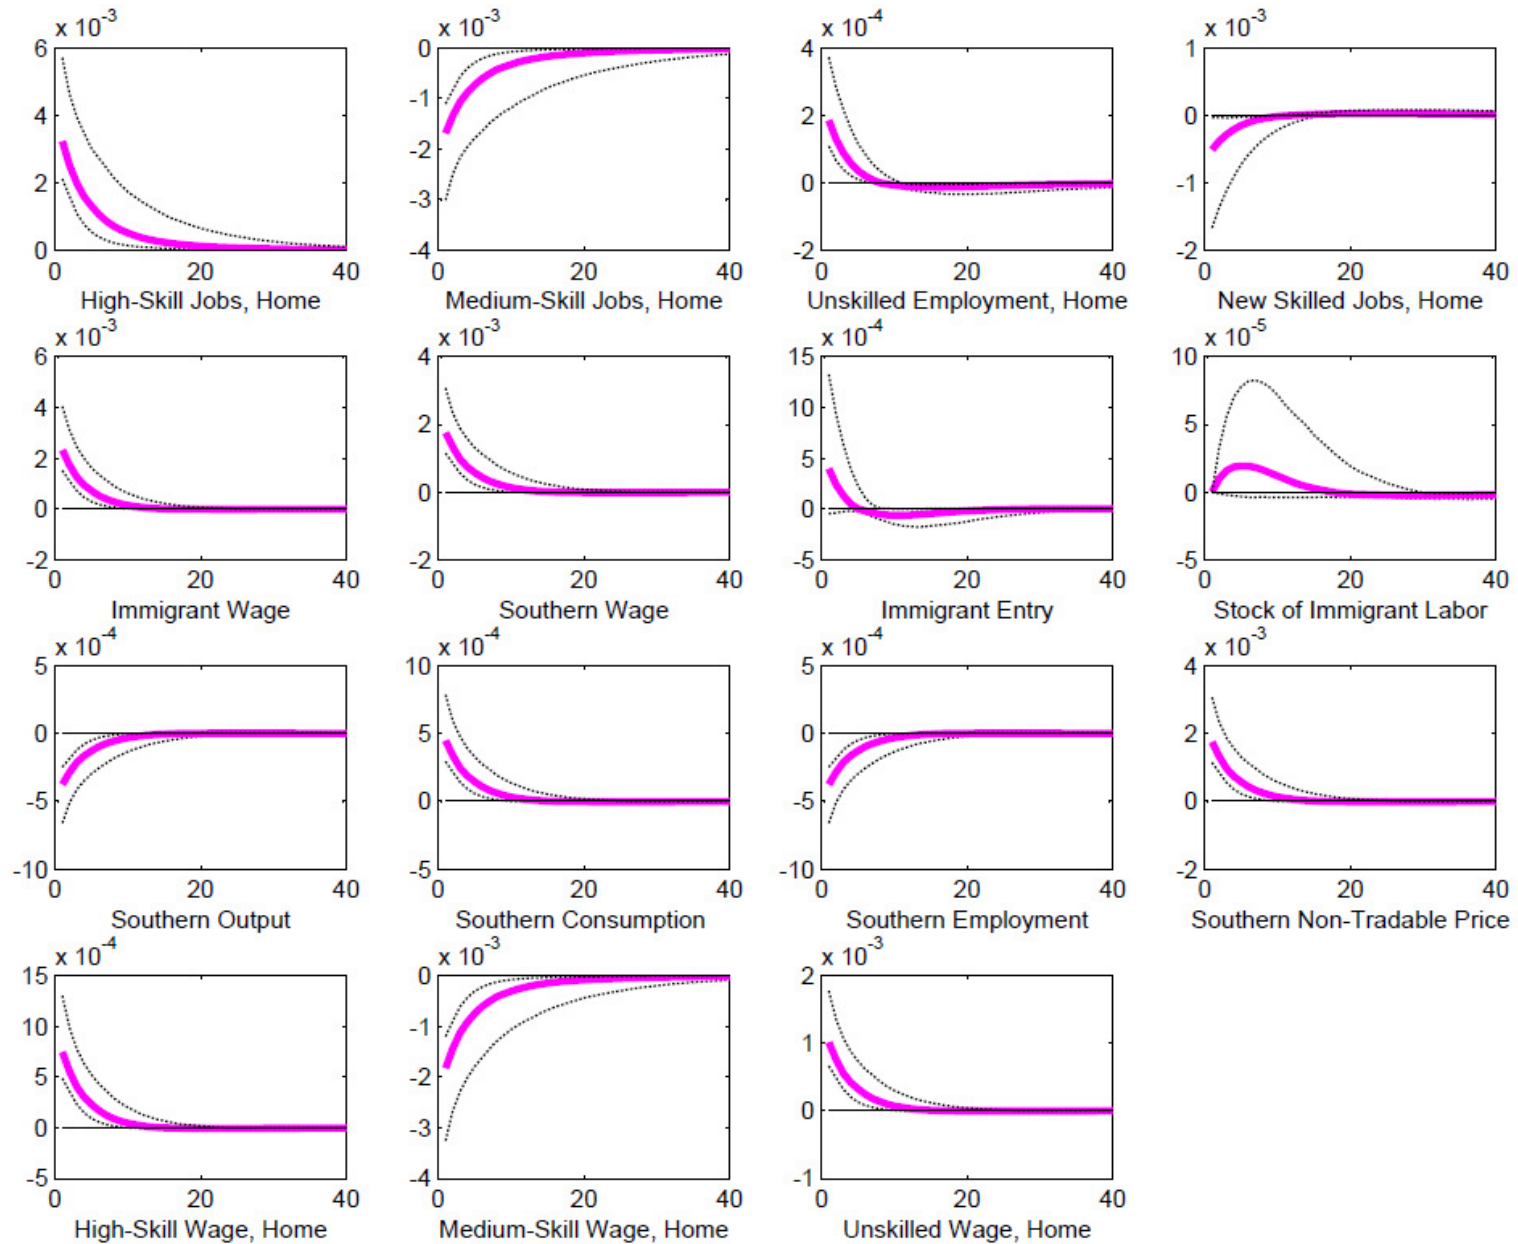 x 10-3
6
4
2
0
0 20 40
High-Skill Jobs, Home
x 10-3
0
-1
-2
-3
-4
0 20 40
Medium-Skill Jobs, Home
x 10-4
4
2
0
-2
0 20 40
Unskilled Employment, Home
x 10-3
1
0
-1
-2
0 20 40
New Skilled Jobs, Home
x 10-3
6
4
2
0
-2
0 20 40
Immigrant Wage
x 10-3
4
2
0
-2
0 20 40
Southern Wage
x 10-4
15
10
5
0
-5
0 20 40
Immigrant Entry
x 10-5
10
5
0
-5
0 20 40
Stock of Immigrant Labor
x 10-4
5
0
-5
-10
0 20 40
Southern Output
x 10-4
10
5
0
-5
0 20 40
Southern Consumption
x 10-4
5
0
-5
-10
0 20 40
Southern Employment
x 10-3
4
2
0
-2
0 20 40
Southern Non-Tradable Price
x 10-4
15
10
5
0
-5
0 20 40
High-Skill Wage, Home
x 10-3
0
-1
-2
-3
-4
0 20 40
Medium-Skill Wage, Home
x 10-3
2
1
0
-1
0 20 40
Unskilled Wage, Home